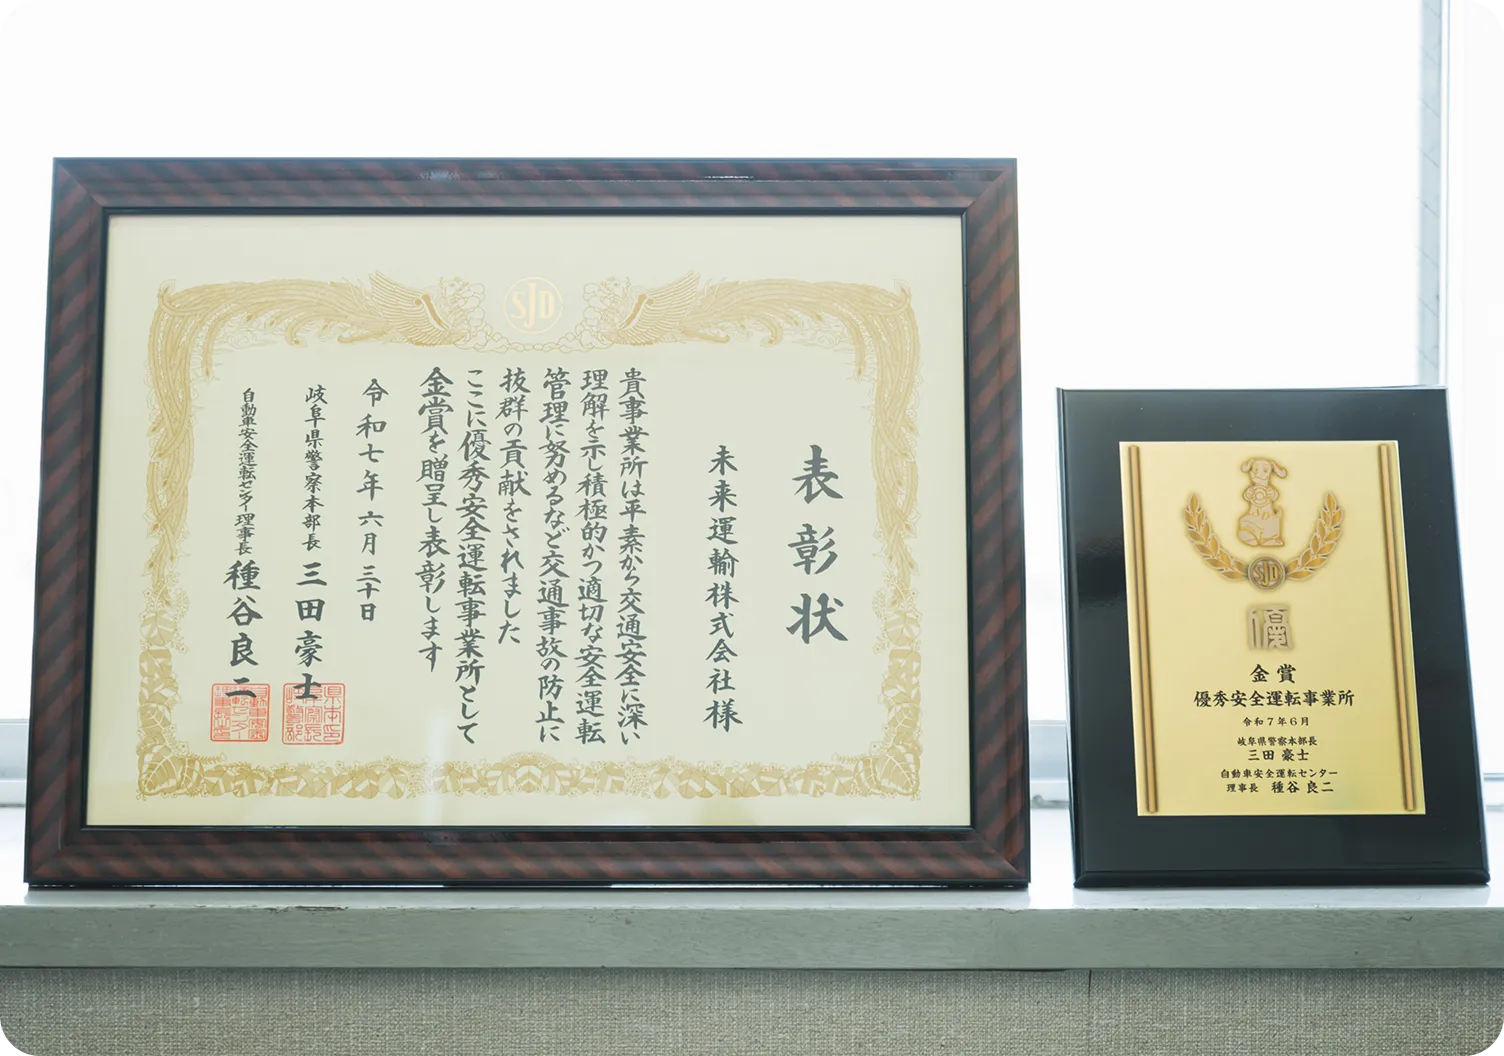 SJD
表彰状
未来運輸株式会社様
貴事業所は平素から交通安全に深い
理解を示し積極的かつ適切な安全運転
管理に努めるなど交通事故の防止に
抜群の貢献をされました
ここに優秀安全運転事業所として
金賞を贈呈し表彰します
令和七年六月三十日
岐阜県警察本部長 三田豪士
自動車安全運転センター理事長 種谷良二
SJD
優
金賞
優秀安全運転事業所
令和7年6月
岐阜県警察本部長
三田 豪士
自動車安全運転センター
理事長 種谷 良二